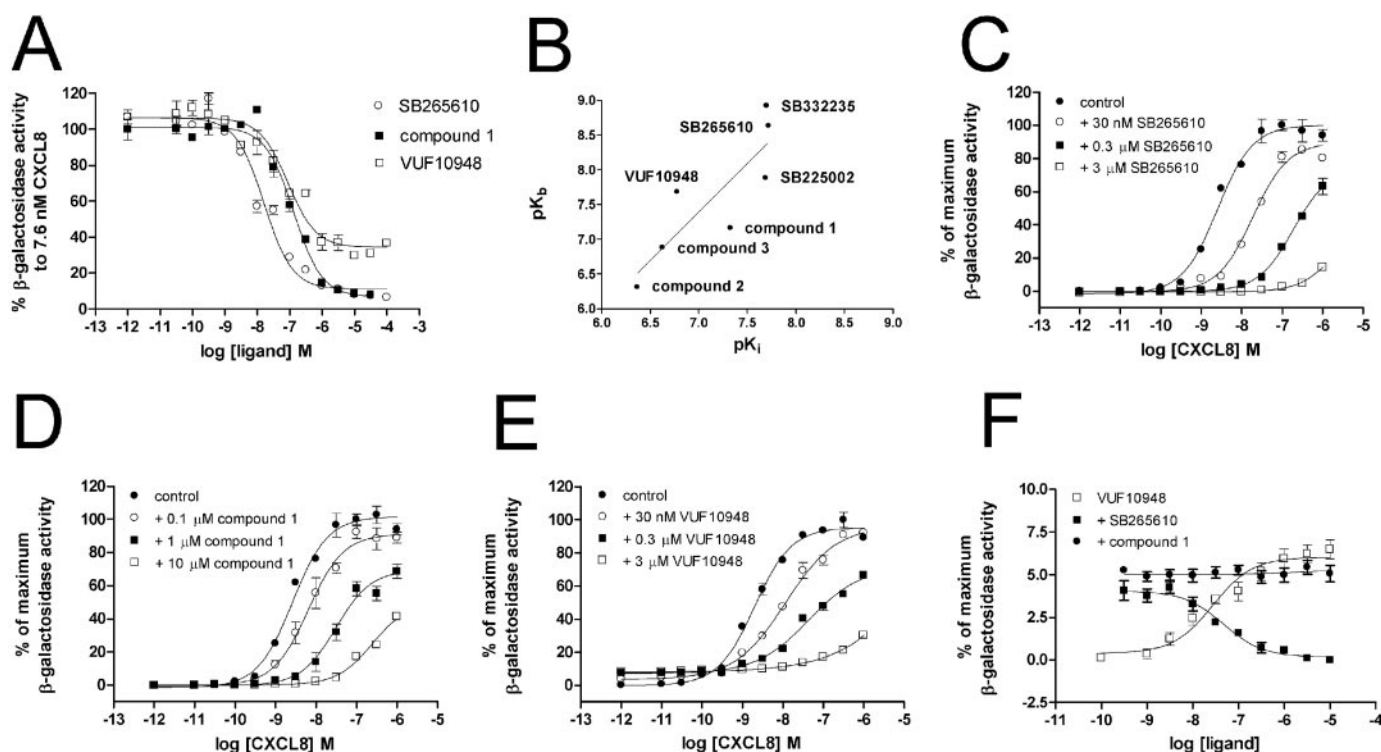 A
% β-galactosidase activity
to 7.6 nM CXCL8
120
100
80
60
40
20
0
SB265610
compound 1
VUF10948
-13 -12 -11 -10 -9 -8 -7 -6 -5 -4 -3
log [ligand] M
B
pKb
9.0
8.5
8.0
7.5
7.0
6.5
6.0
SB332235
SB265610
VUF10948
SB225002
compound 1
compound 3
compound 2
6.0 6.5 7.0 7.5 8.0 8.5 9.0
pKi
C
% of maximum
β-galactosidase activity
120
100
80
60
40
20
0
control
+ 30 nM SB265610
+ 0.3 μM SB265610
+ 3 μM SB265610
-13 -12 -11 -10 -9 -8 -7 -6 -5
log [CXCL8] M
D
% of maximum
β-galactosidase activity
120
100
80
60
40
20
0
control
+ 0.1 μM compound 1
+ 1 μM compound 1
+ 10 μM compound 1
-13 -12 -11 -10 -9 -8 -7 -6 -5
log [CXCL8] M
E
% of maximum
β-galactosidase activity
120
100
80
60
40
20
0
control
+ 30 nM VUF10948
+ 0.3 μM VUF10948
+ 3 μM VUF10948
-13 -12 -11 -10 -9 -8 -7 -6 -5
log [CXCL8] M
F
% of maximum
β-galactosidase activity
10.0
7.5
5.0
2.5
0.0
-2.5
VUF10948
+ SB265610
+ compound 1
-11 -10 -9 -8 -7 -6 -5 -4
log [ligand]